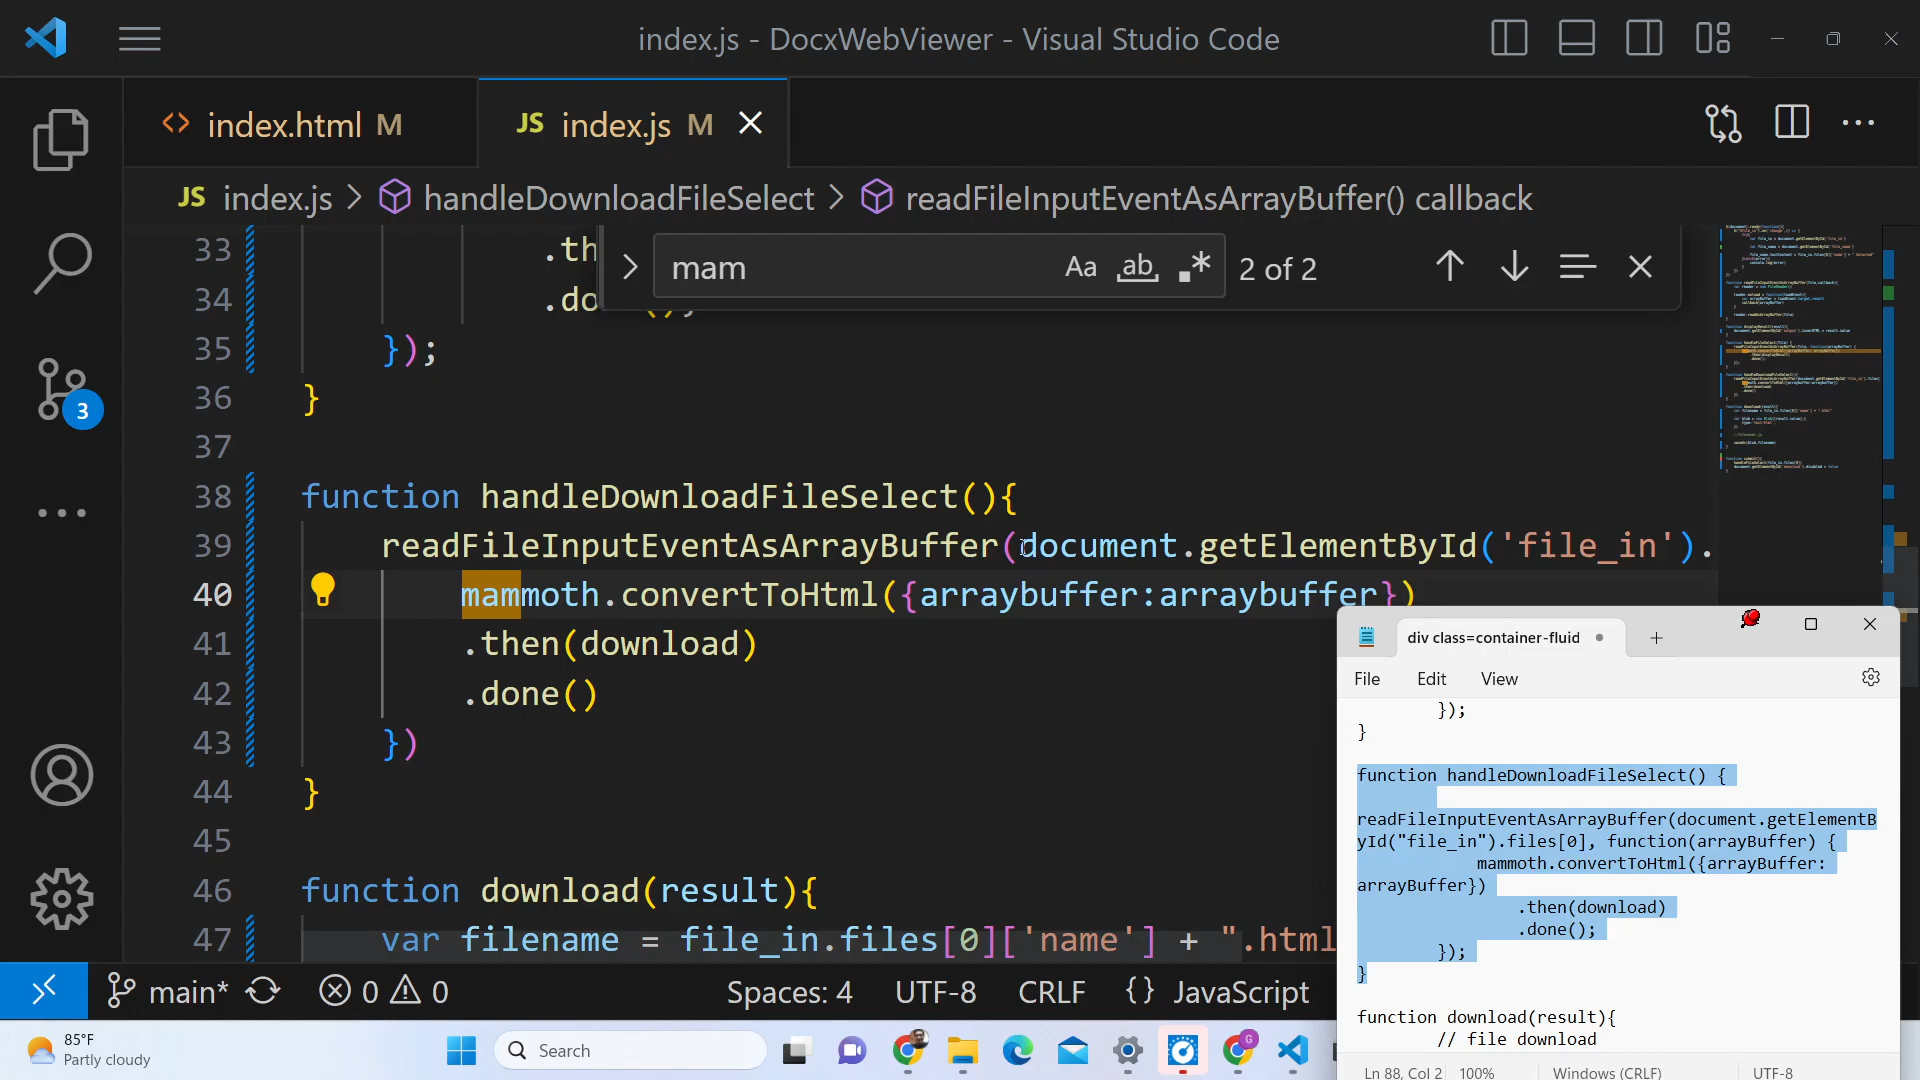 index.js - DocxWebViewer - Visual Studio Code
index.html M
JS index.js M
JS index.js > handleDownloadFileSelect > readFileInputEventAsArrayBuffer() callback
mam Aa ab .* 2 of 2
33 .th
34 .do
35 });
36 }
37
38 function handleDownloadFileSelect(){
39 readFileInputEventAsArrayBuffer(document.getElementById('file_in').
40 mammoth.convertToHtml({arraybuffer:arraybuffer})
41 .then(download)
42 .done()
43 })
44 }
45
46 function download(result){
47 var filename = file_in.files[0]['name'] + ".html
3
div class=container-fluid
File Edit View
});
}
function handleDownloadFileSelect() {
readFileInputEventAsArrayBuffer(document.getElementB
yId("file_in").files[0], function(arrayBuffer) {
mammoth.convertToHtml({arrayBuffer:
arrayBuffer})
.then(download)
.done();
});
}
function download(result){
// file download
Ln 88, Col 2 100% Windows (CRLF) UTF-8
main* 0 0 Spaces: 4 UTF-8 CRLF {} JavaScript
85°F
Partly cloudy
Search